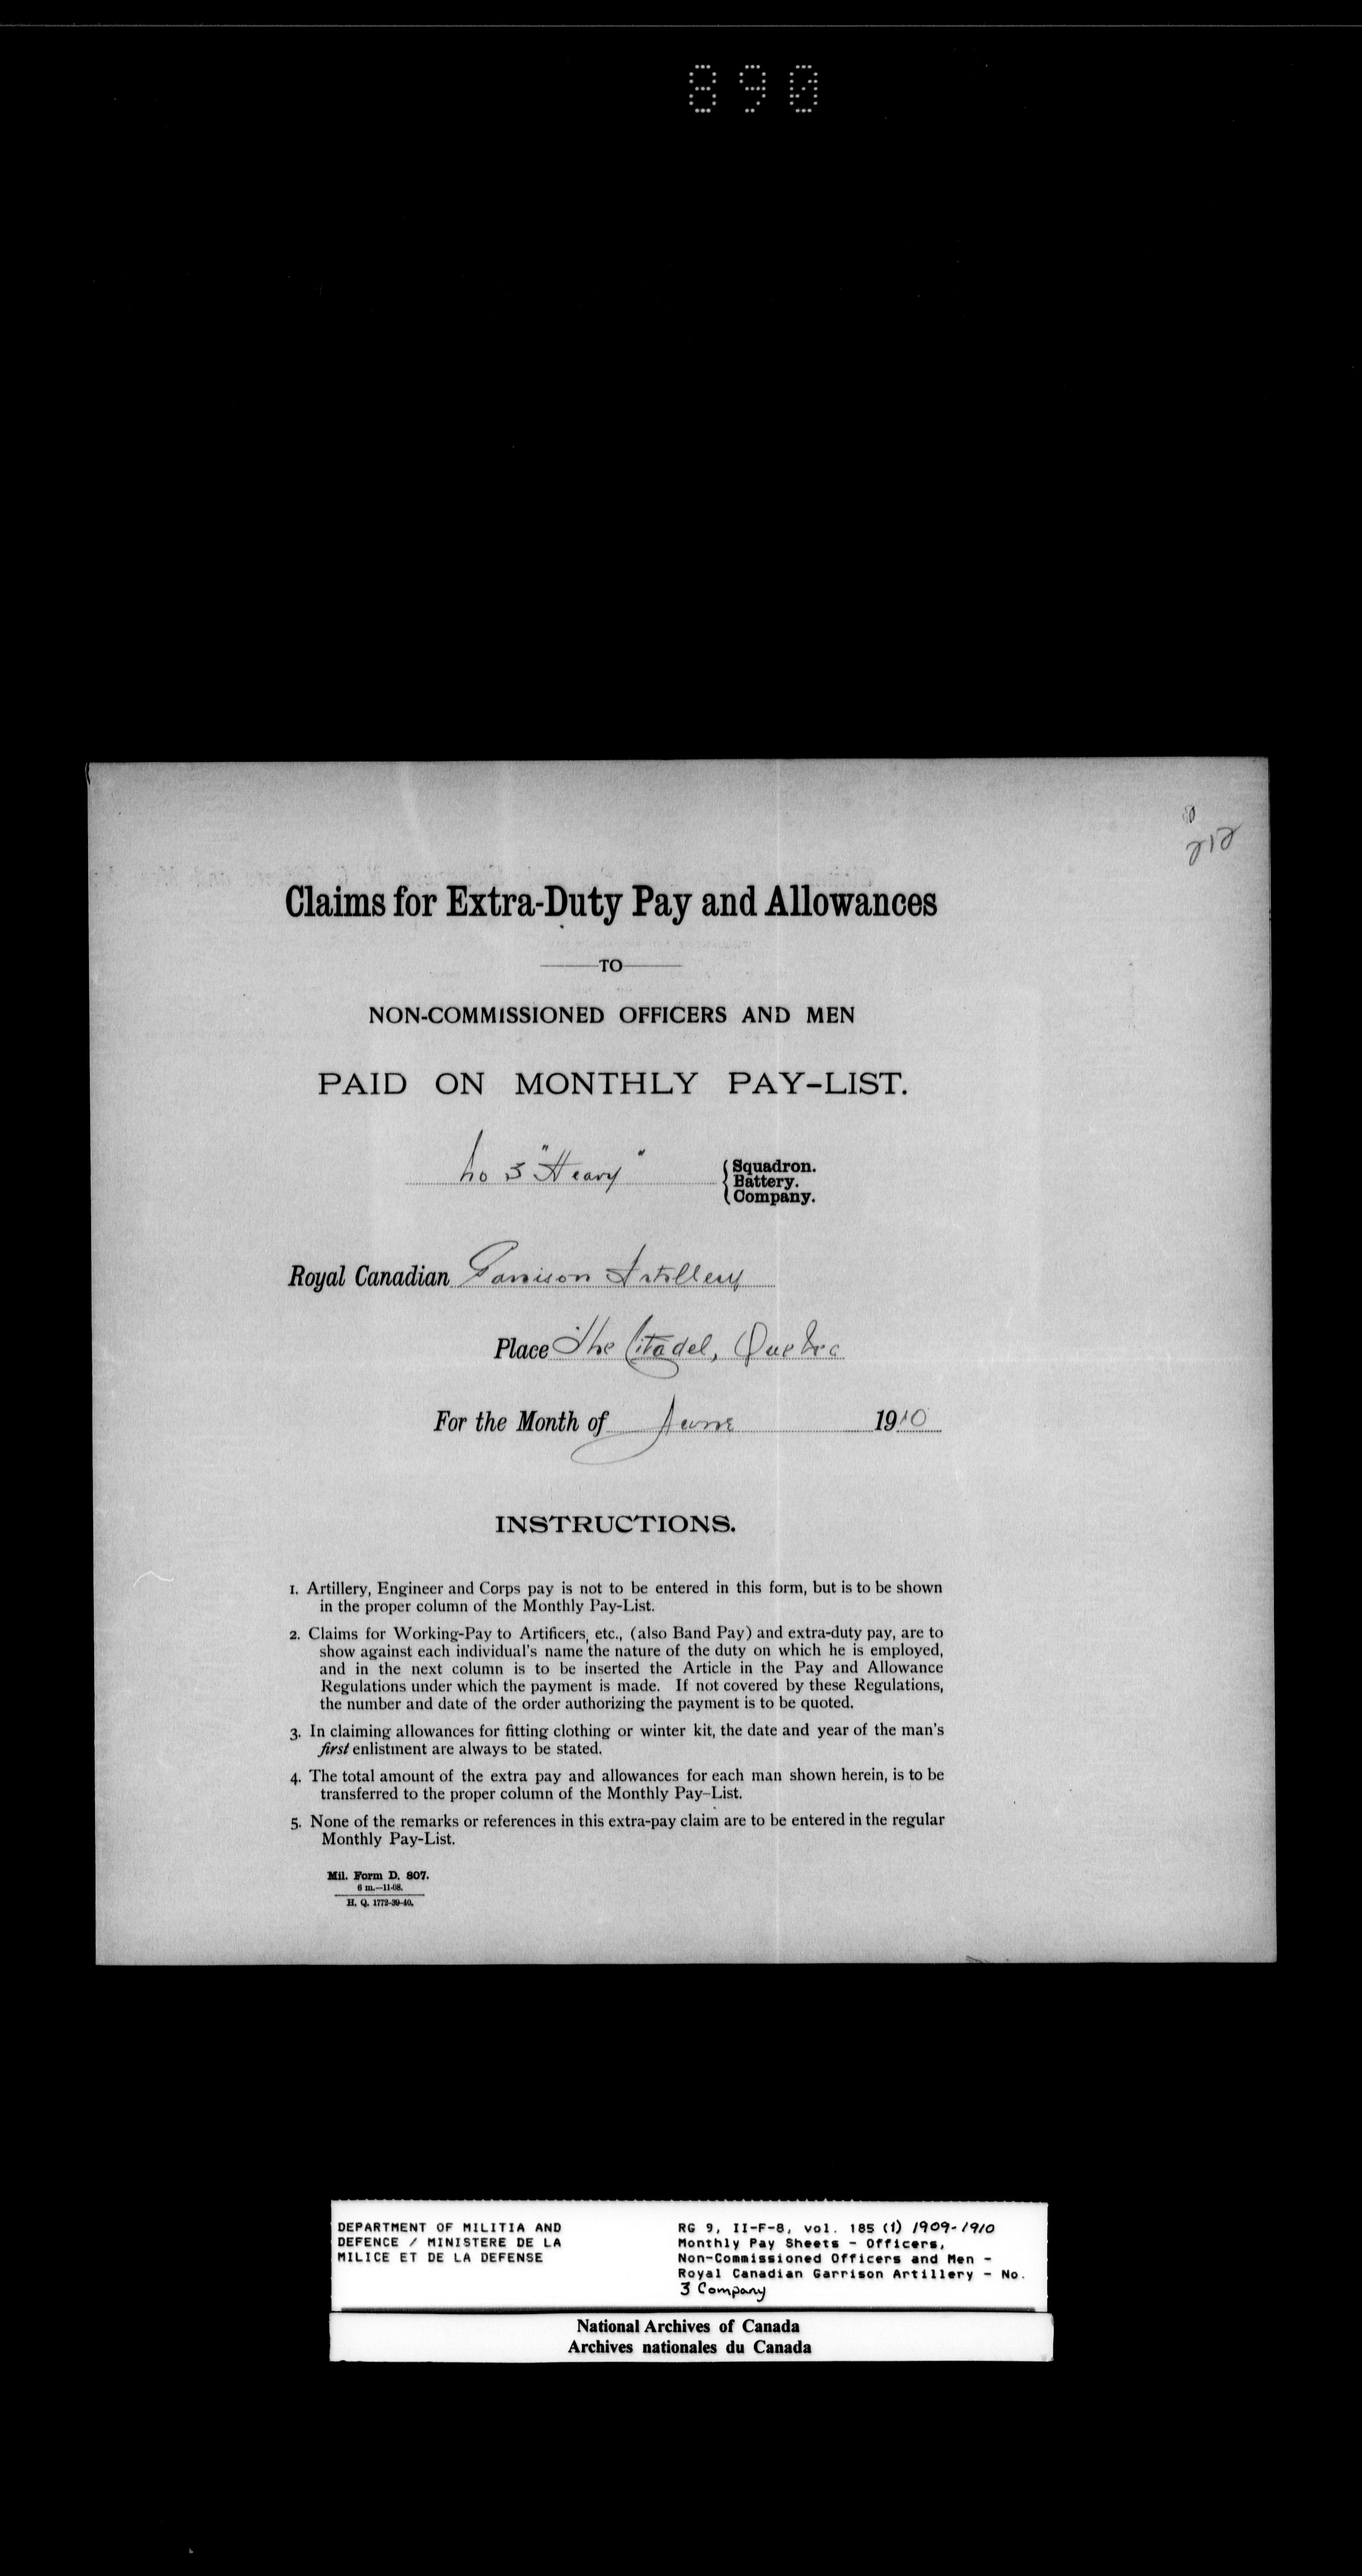 890
212
Claims for Extra-Duty Pay and Allowances
TO
NON-COMMISSIONED OFFICERS AND MEN
PAID ON MONTHLY PAY-LIST.
No 3 "Heavy"
Squadron.
Battery.
Company.
Royal Canadian Garrison Artillery
Place The Citadel, Quebec
For the Month of June 1910
INSTRUCTIONS.
1. Artillery, Engineer and Corps pay is not to be entered in this form, but is to be shown
in the proper column of the Monthly Pay-List.
2. Claims for Working-Pay to Artificers, etc., (also Band Pay) and extra-duty pay, are to
show against each individual's name the nature of the duty on which he is employed,
and in the next column is to be inserted the Article in the Pay and Allowance
Regulations under which the payment is made. If not covered by these Regulations,
the number and date of the order authorizing the payment is to be quoted.
3. In claiming allowances for fitting clothing or winter kit, the date and year of the man's
first enlistment are always to be stated.
4. The total amount of the extra pay and allowances for each man shown herein, is to be
transferred to the proper column of the Monthly Pay-List.
5. None of the remarks or references in this extra-pay claim are to be entered in the regular
Monthly Pay-List.
Mil. Form D. 807.
6 m.—11-08.
H. Q. 1772-39-40.
DEPARTMENT OF MILITIA AND
DEFENCE / MINISTERE DE LA
MILICE ET DE LA DEFENSE
RG 9, II-F-8, vol. 185 (1) 1909-1910
Monthly Pay Sheets - Officers,
Non-Commissioned Officers and Men -
Royal Canadian Garrison Artillery - No.
3 Company
National Archives of Canada
Archives nationales du Canada